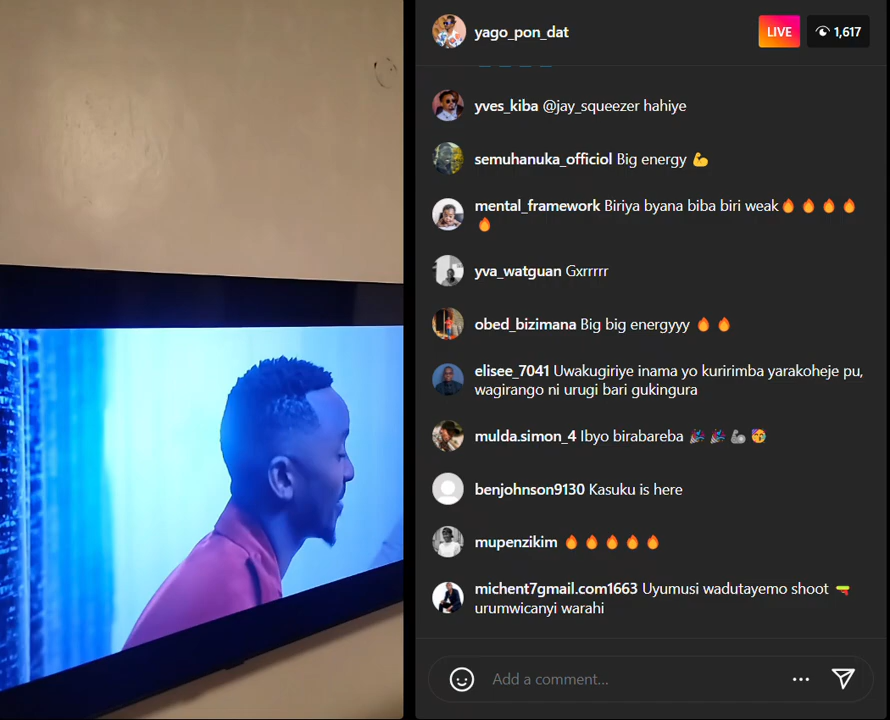 yago_pon_dat
LIVE
1,617
yves_kiba @jay_squeezer hahiye
semuhanuka_officiol Big energy 💪
mental_framework Biriya byana biba biri weak🔥 🔥 🔥 🔥
🔥
yva_watguan Gxrrrrr
obed_bizimana Big big energyyy 🔥 🔥
elisee_7041 Uwakugiriye inama yo kuririmba yarakoheje pu,
wagirango ni urugi bari gukingura
mulda.simon_4 Ibyo birabareba 🎉 🎉 🦾 🥳
benjohnson9130 Kasuku is here
mupenzikim 🔥 🔥 🔥 🔥 🔥
michent7gmail.com1663 Uyumusi wadutayemo shoot 🔫
urumwicanyi warahi
Add a comment...